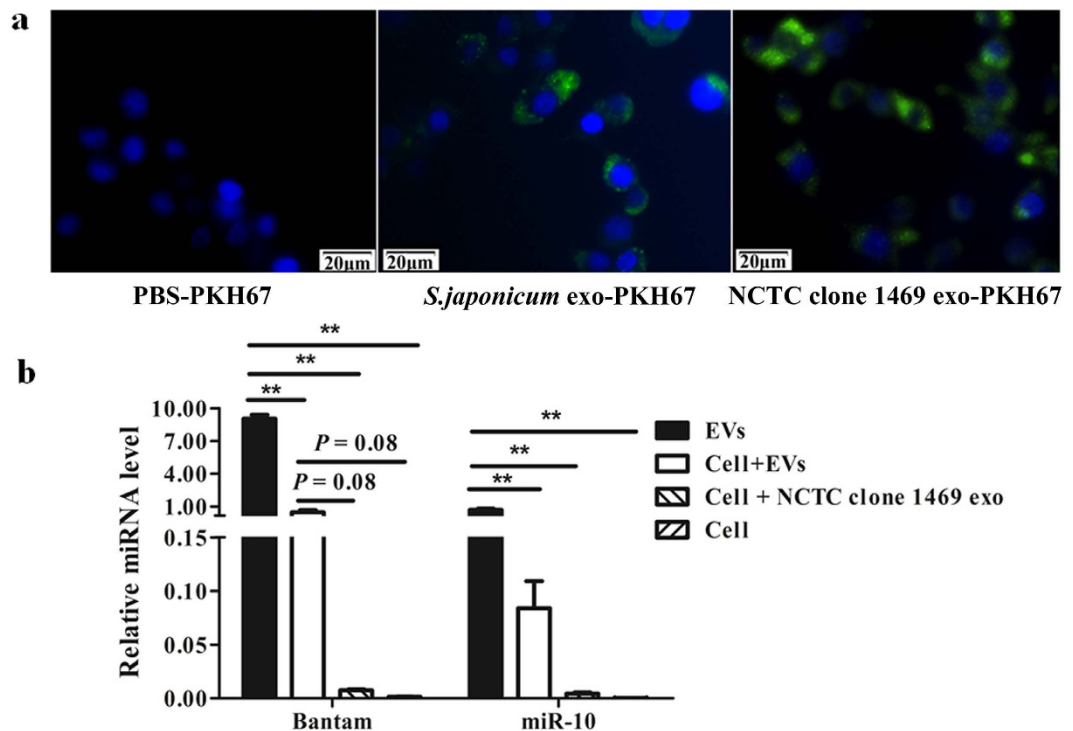 a
20μm
20μm
20μm
PBS-PKH67
S.japonicum exo-PKH67
NCTC clone 1469 exo-PKH67
b
**
**
**
P = 0.08
P = 0.08
**
**
**
Relative miRNA level
10.00
7.00
4.00
1.00
0.15
0.10
0.05
0.00
Bantam
miR-10
EVs
Cell+EVs
Cell + NCTC clone 1469 exo
Cell